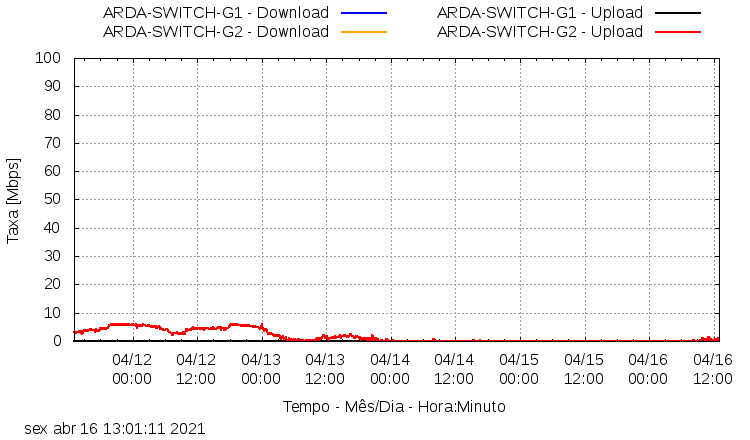 ARDA-SWITCH-G1 - Download ARDA-SWITCH-G1 - Upload
ARDA-SWITCH-G2 - Download ARDA-SWITCH-G2 - Upload
100
90
80
70
60
50
40
30
20
10
0
Taxa [Mbps]
04/12 04/12 04/13 04/13 04/14 04/14 04/15 04/15 04/16 04/16
00:00 12:00 00:00 12:00 00:00 12:00 00:00 12:00 00:00 12:00
Tempo - Mês/Dia - Hora:Minuto
sex abr 16 13:01:11 2021